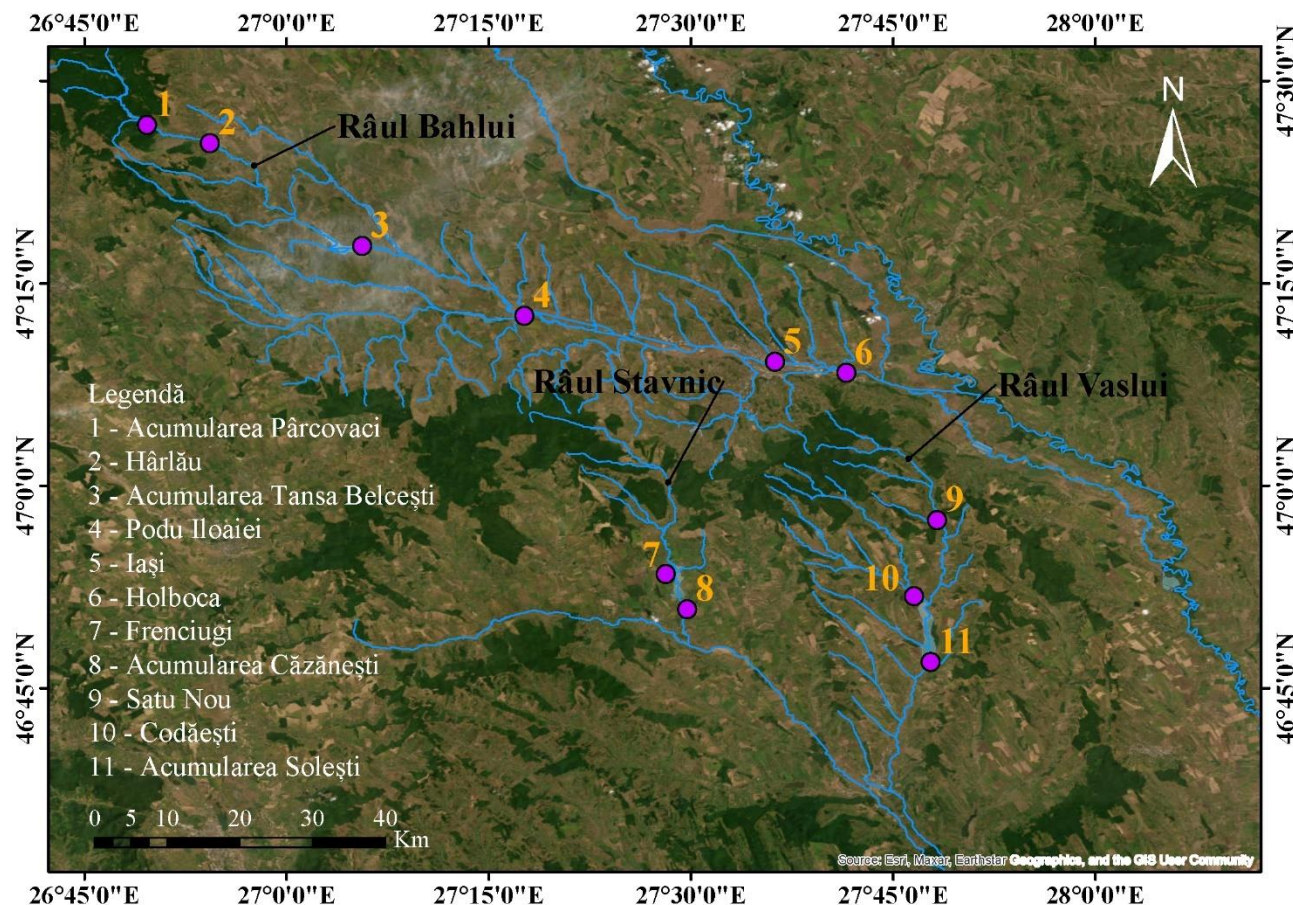 26°45'0"E 27°0'0"E 27°15'0"E 27°30'0"E 27°45'0"E 28°0'0"E
47°30'0"N 47°30'0"N
N
1 2
Râul Bahlui
3
47°15'0"N 47°15'0"N
4
5 6
Râul Stavnic Râul Vaslui
47°0'0"N 47°0'0"N
9
7 8 10
11
46°45'0"N 46°45'0"N
Legendă
1 - Acumularea Pârcovaci
2 - Hârlău
3 - Acumularea Tansa Belcești
4 - Podu Iloaiei
5 - Iași
6 - Holboca
7 - Frenciugi
8 - Acumularea Căzănești
9 - Satu Nou
10 - Codăești
11 - Acumularea Solești
0 5 10 20 30 40
Km
Source: Esri, Maxar, Earthstar Geographics, and the GIS User Community
26°45'0"E 27°0'0"E 27°15'0"E 27°30'0"E 27°45'0"E 28°0'0"E